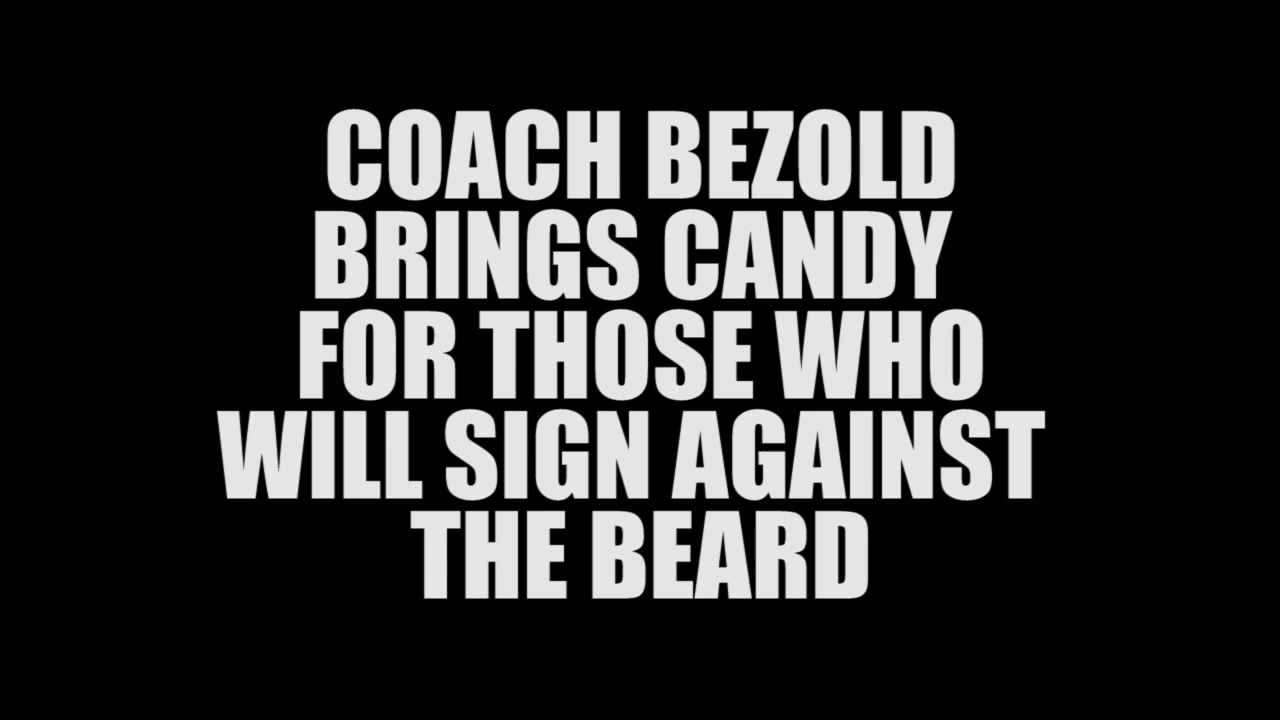 COACH BEZOLD
BRINGS CANDY
FOR THOSE WHO
WILL SIGN AGAINST
THE BEARD